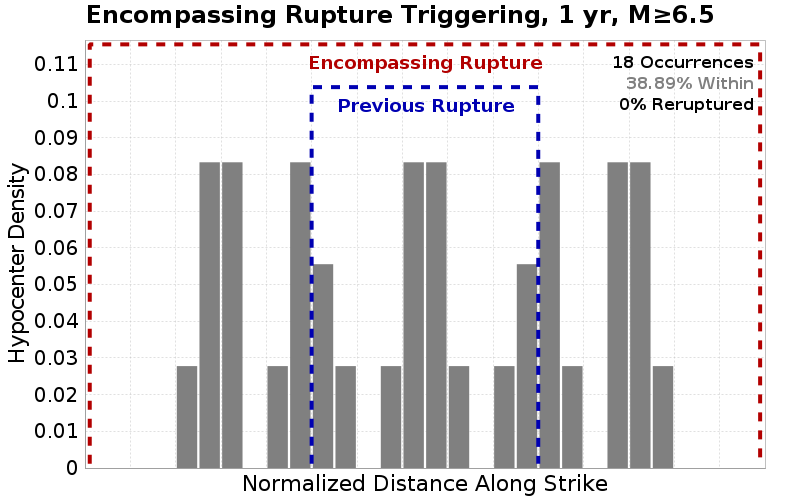 Encompassing Rupture Triggering, 1 yr, M≥6.5
Encompassing Rupture
18 Occurrences
38.89% Within
0% Reruptured
Previous Rupture
Hypocenter Density
0.11
0.1
0.09
0.08
0.07
0.06
0.05
0.04
0.03
0.02
0.01
0
Normalized Distance Along Strike